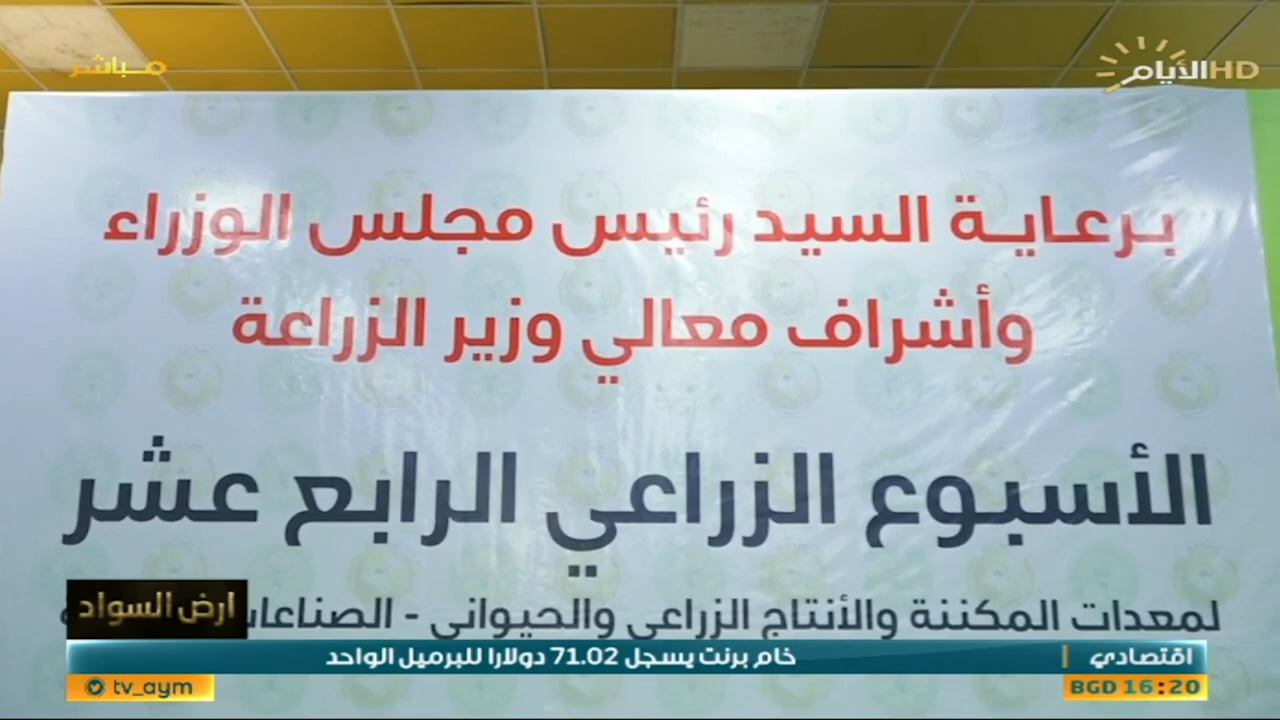 مباشر
الأيام HD
برعاية السيد رئيس مجلس الوزراء
وأشراف معالي وزير الزراعة
الأسبوع الزراعي الرابع عشر
لمعدات المكننة والأنتاج الزراعي والحيواني - الصناعات
ارض السواد
اقتصادي | خام برنت يسجل 71.02 دولارا للبرميل الواحد
tv_aym
BGD 16:20